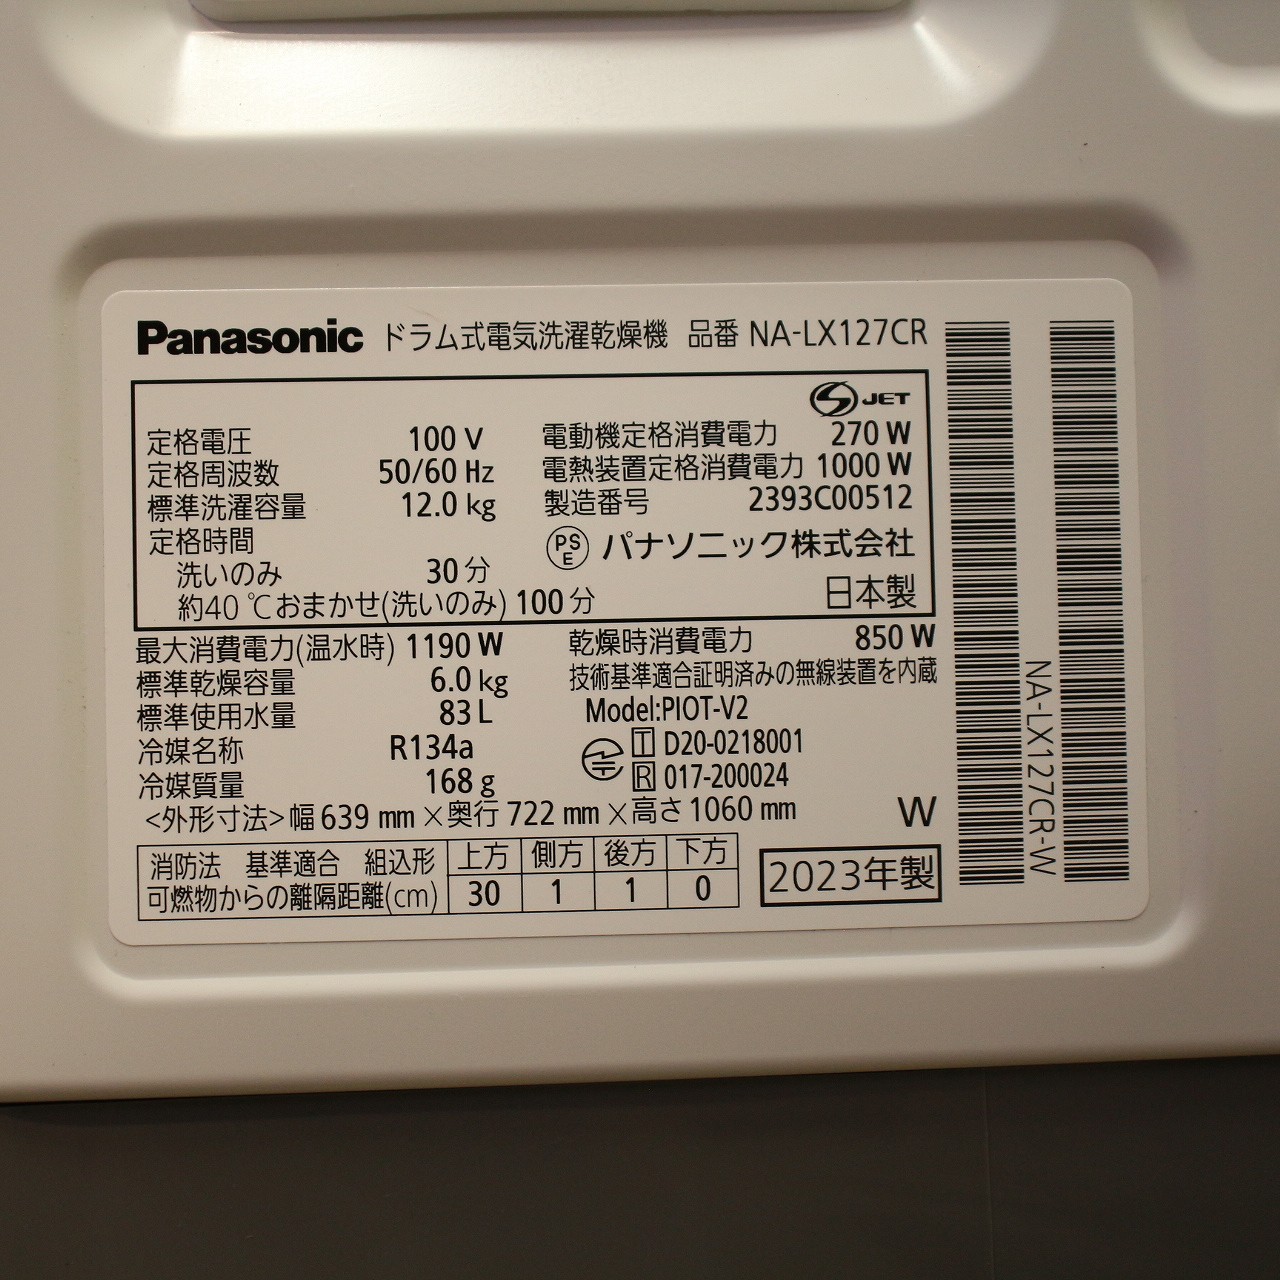 Panasonic ドラム式電気洗濯乾燥機 品番 NA-LX127CR
S JET
定格電圧 100 V 電動機定格消費電力 270 W
定格周波数 50/60 Hz 電熱装置定格消費電力 1000 W
標準洗濯容量 12.0 kg 製造番号 2393C00512
定格時間 PSE パナソニック株式会社
洗いのみ 30 分 日本製
約40℃おまかせ(洗いのみ) 100 分
最大消費電力(温水時) 1190 W 乾燥時消費電力 850 W
標準乾燥容量 6.0 kg 技術基準適合証明済みの無線装置を内蔵
標準使用水量 83 L Model:PIOT-V2
冷媒名称 R134a T D20-0218001
冷媒質量 168 g R 017-200024
<外形寸法>幅 639 mm×奥行 722 mm×高さ 1060 mm W
消防法 基準適合 組込形 上方 側方 後方 下方
可燃物からの離隔距離(cm) 30 1 1 0
2023年製
NA-LX127CR-W